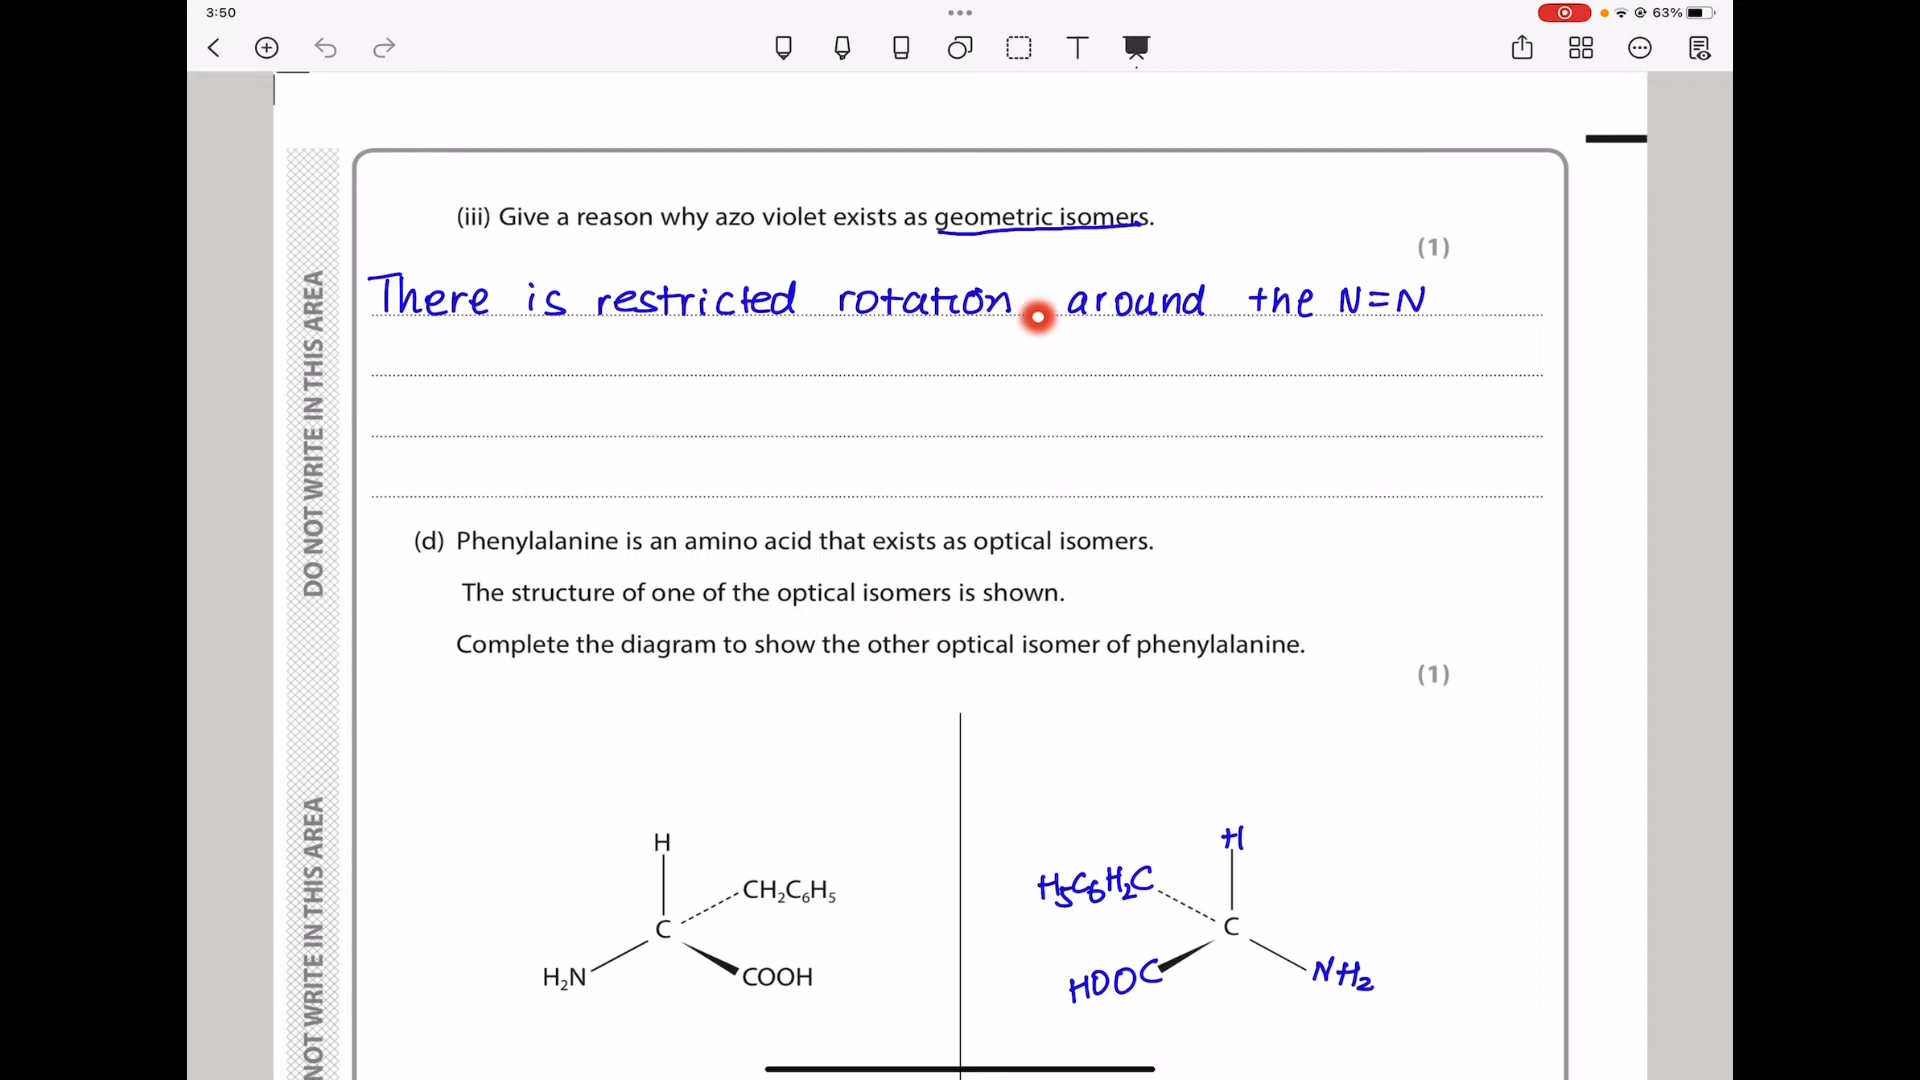 3:50
63%
(iii) Give a reason why azo violet exists as geometric isomers.
(1)
There is restricted rotation around the N=N
(d) Phenylalanine is an amino acid that exists as optical isomers.
The structure of one of the optical isomers is shown.
Complete the diagram to show the other optical isomer of phenylalanine.
(1)
H
CH₂C₆H₅
C
H₂N
COOH
H
H₅C₆H₂C
C
HOOC
NH₂
DO NOT WRITE IN THIS AREA
NOT WRITE IN THIS AREA